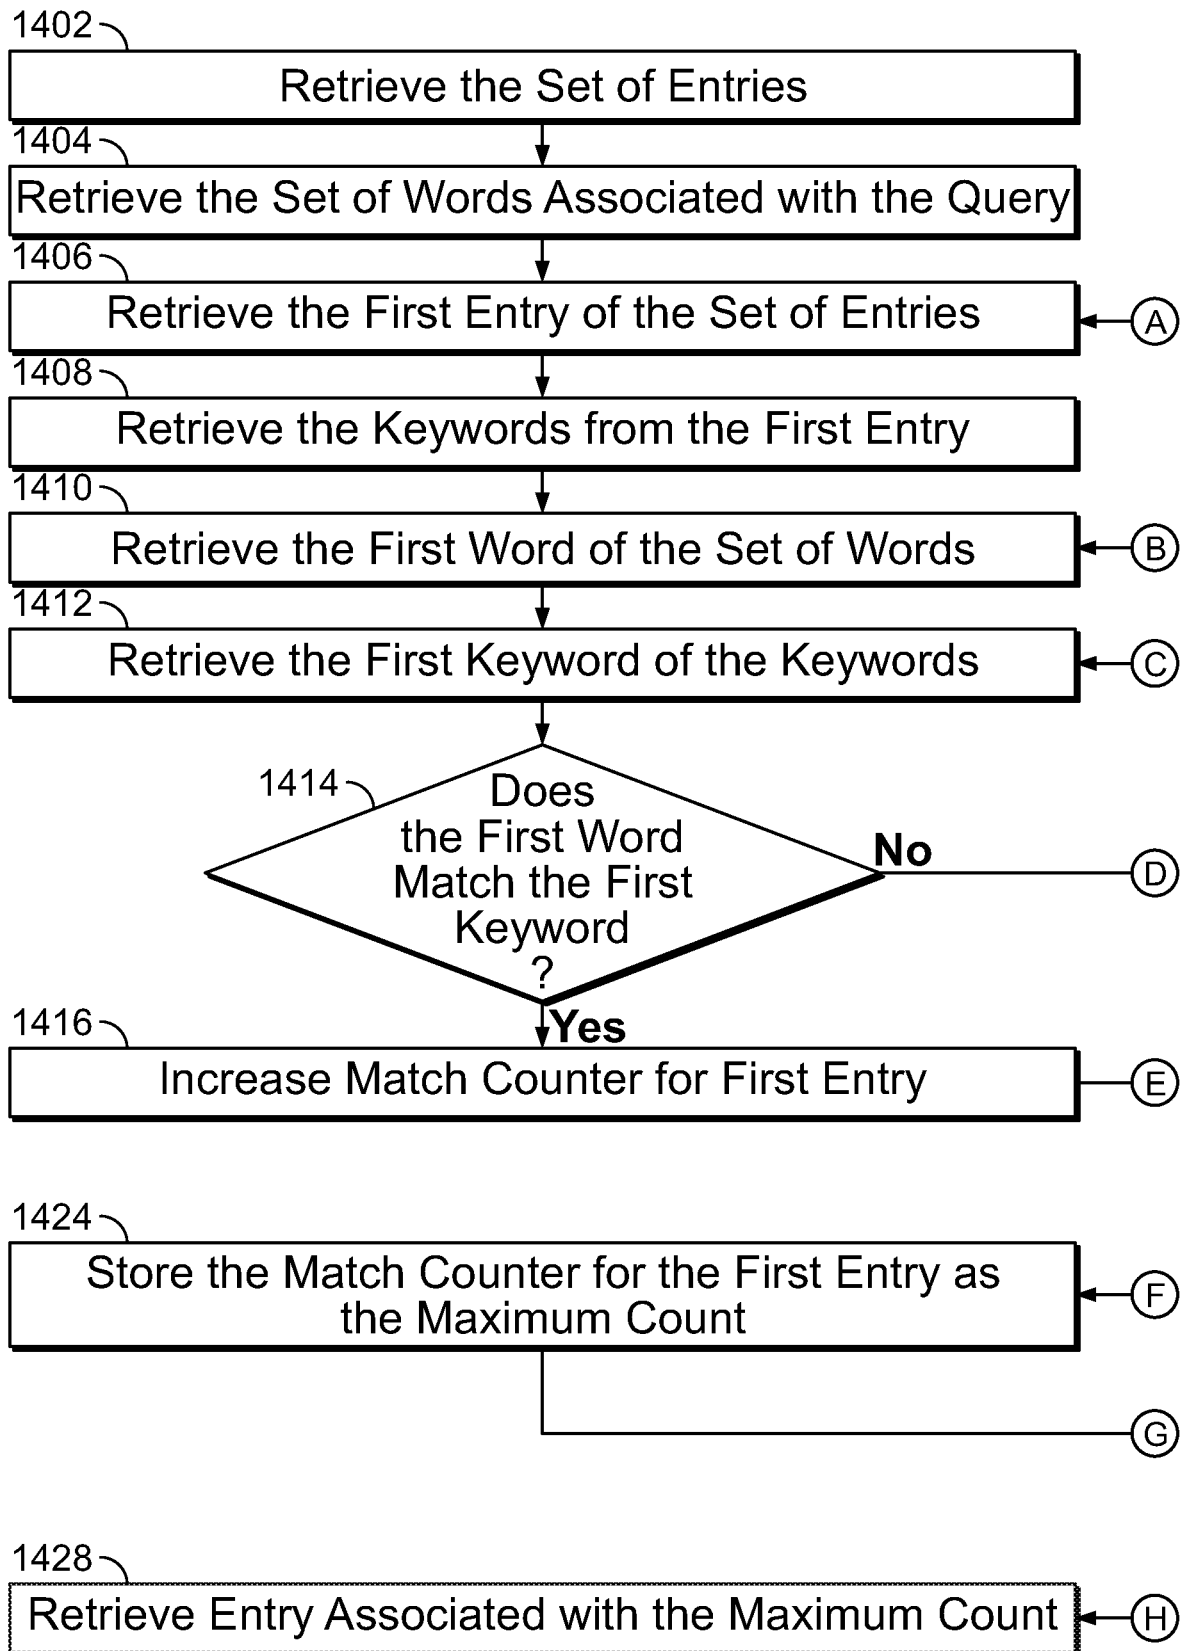 1402
Retrieve the Set of Entries
1404
Retrieve the Set of Words Associated with the Query
1406
Retrieve the First Entry of the Set of Entries
A
1408
Retrieve the Keywords from the First Entry
1410
Retrieve the First Word of the Set of Words
B
1412
Retrieve the First Keyword of the Keywords
C
1414
Does
the First Word
Match the First
Keyword
?
No
D
Yes
1416
Increase Match Counter for First Entry
E
1424
Store the Match Counter for the First Entry as
the Maximum Count
F
G
1428
Retrieve Entry Associated with the Maximum Count
H